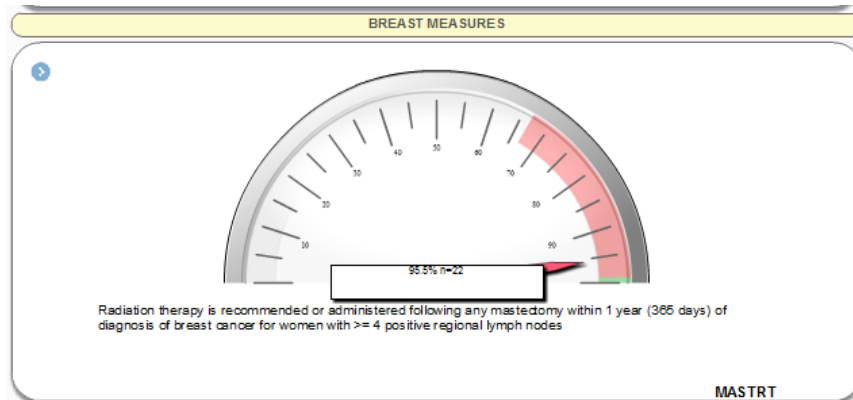 BREAST MEASURES
10
20
30
40
50
60
70
80
90
95.5% n=22
Radiation therapy is recommended or administered following any mastectomy within 1 year (365 days) of
diagnosis of breast cancer for women with >= 4 positive regional lymph nodes
MASTRT